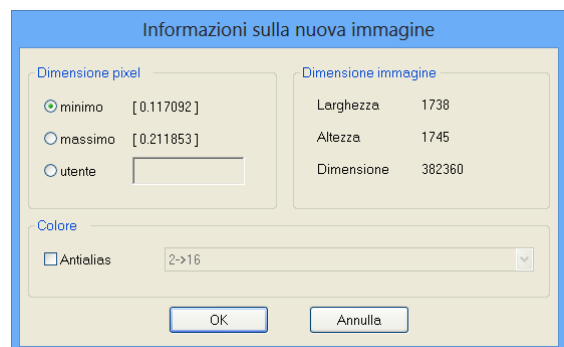 Informazioni sulla nuova immagine
Dimensione pixel
minimo [ 0.117092 ]
massimo [ 0.211853 ]
utente
Dimensione immagine
Larghezza 1738
Altezza 1745
Dimensione 382360
Colore
Antialias 2->16
OK Annulla